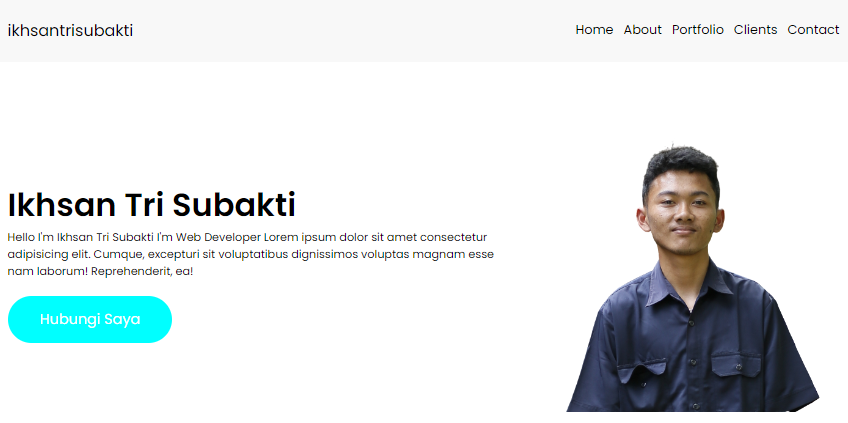 ikhsantrisubakti
Home About Portfolio Clients Contact
Ikhsan Tri Subakti
Hello I'm Ikhsan Tri Subakti I'm Web Developer Lorem ipsum dolor sit amet consectetur
adipisicing elit. Cumque, excepturi sit voluptatibus dignissimos voluptas magnam esse
nam laborum! Reprehenderit, ea!
Hubungi Saya